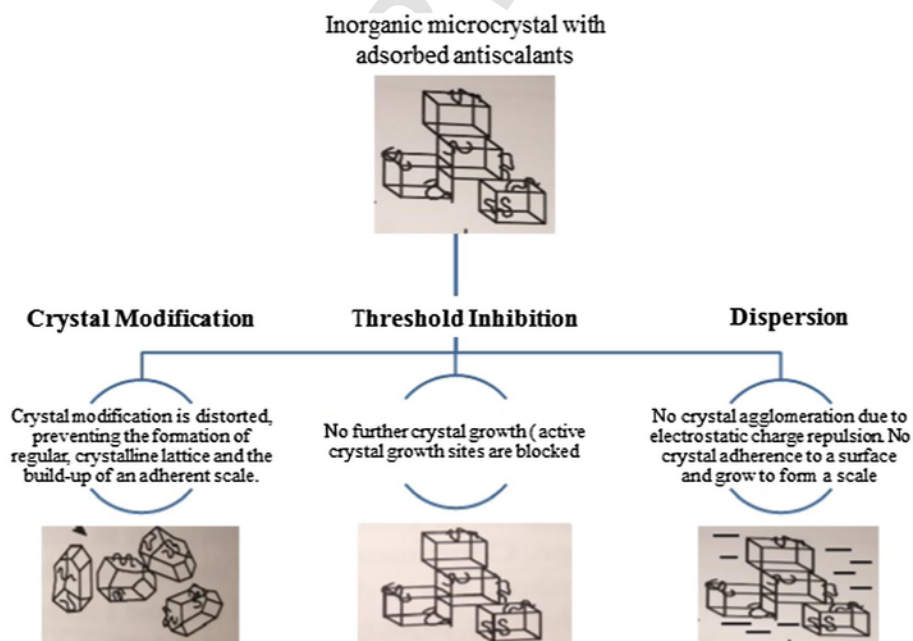 Inorganic microcrystal with
adsorbed antiscalants
Crystal Modification
Threshold Inhibition
Dispersion
Crystal modification is distorted,
preventing the formation of
regular, crystalline lattice and the
build-up of an adherent scale.
No further crystal growth ( active
crystal growth sites are blocked
No crystal agglomeration due to
electrostatic charge repulsion. No
crystal adherence to a surface
and grow to form a scale